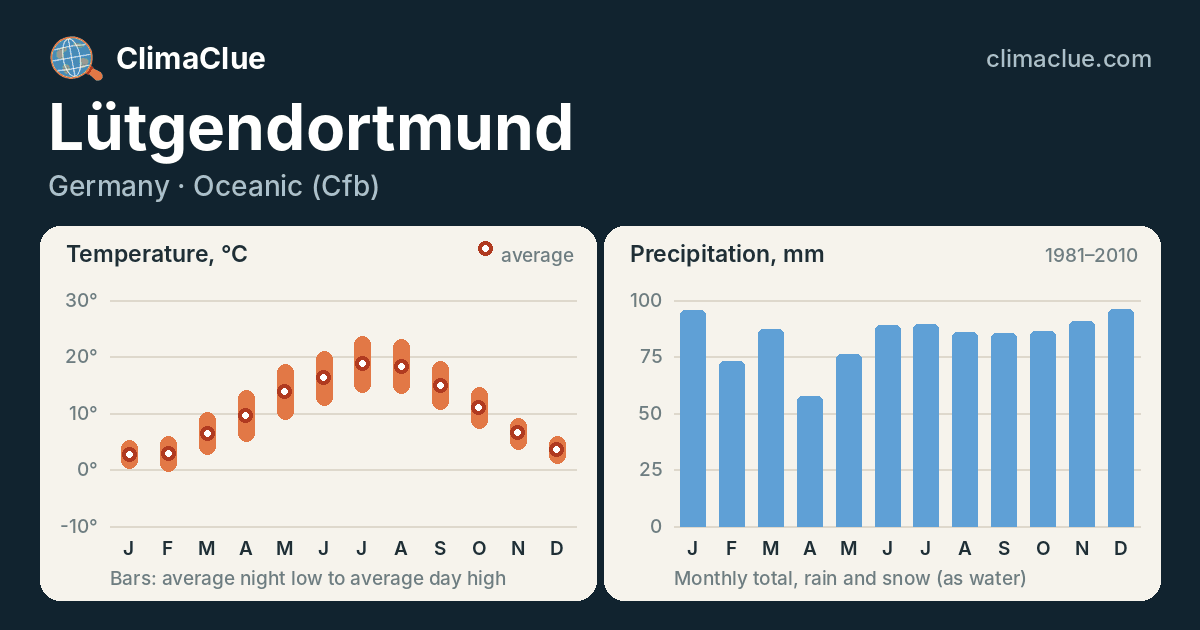 ClimaClue
climaclue.com
Lütgendortmund
Germany · Oceanic (Cfb)
Temperature, °C
average
30°
20°
10°
0°
-10°
J F M A M J J A S O N D
Bars: average night low to average day high
Precipitation, mm
1981–2010
100
75
50
25
0
J F M A M J J A S O N D
Monthly total, rain and snow (as water)